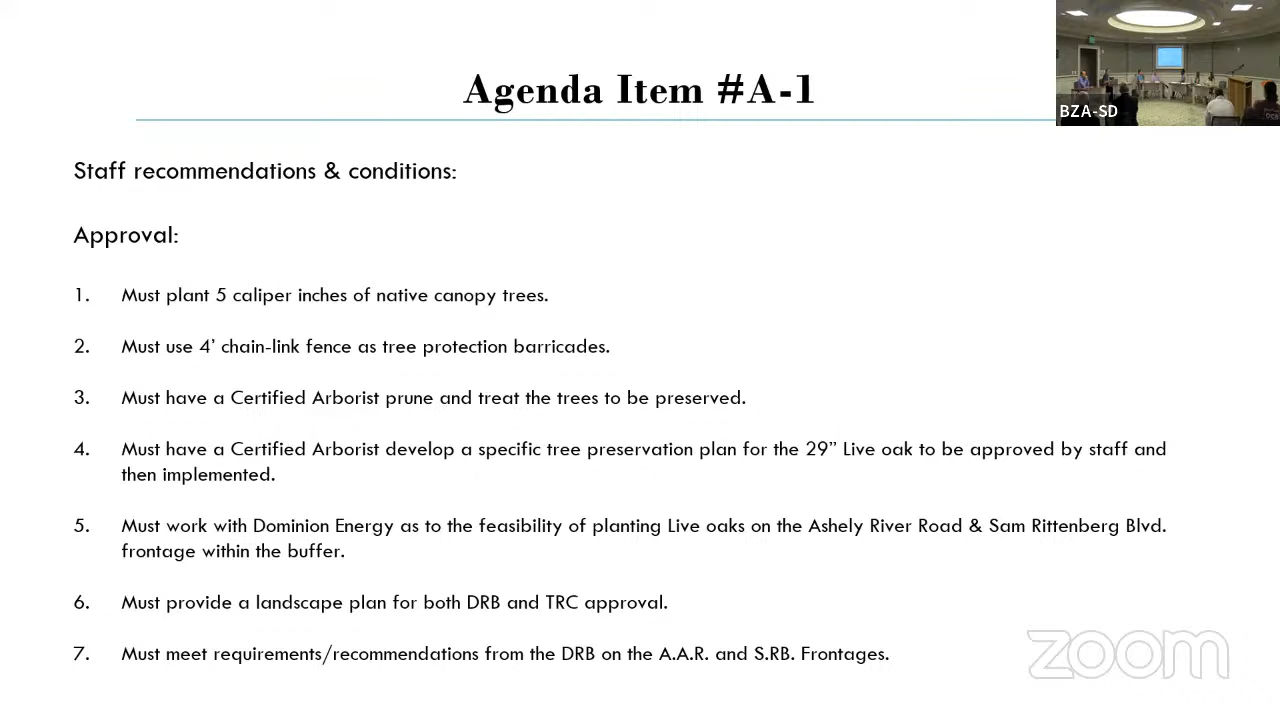 Agenda Item #A-1
BZA-SD
Staff recommendations & conditions:
Approval:
1. Must plant 5 caliper inches of native canopy trees.
2. Must use 4’ chain-link fence as tree protection barricades.
3. Must have a Certified Arborist prune and treat the trees to be preserved.
4. Must have a Certified Arborist develop a specific tree preservation plan for the 29” Live oak to be approved by staff and
then implemented.
5. Must work with Dominion Energy as to the feasibility of planting Live oaks on the Ashely River Road & Sam Rittenberg Blvd.
frontage within the buffer.
6. Must provide a landscape plan for both DRB and TRC approval.
7. Must meet requirements/recommendations from the DRB on the A.A.R. and S.RB. Frontages.
zoom